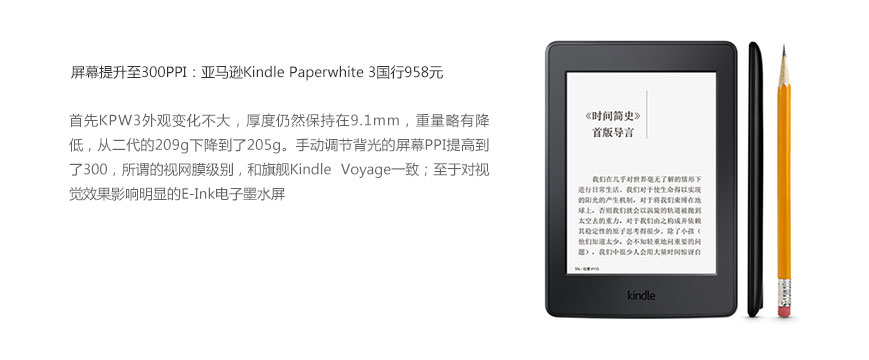 屏幕提升至300PPI：亚马逊Kindle Paperwhite 3国行958元
首先KPW3外观变化不大，厚度仍然保持在9.1mm，重量略有降
低，从二代的209g下降到了205g。手动调节背光的屏幕PPI提高到
了300，所谓的视网膜级别，和旗舰Kindle Voyage一致；至于对视
觉效果影响明显的E-Ink电子墨水屏
《时间简史》
首版导言
我们在几乎对世界毫无了解的情形下
进行日常生活。我们对于使生命得以实现
的阳光的产生机制，对于将我们束缚在地
球上，否则我们就会以涡旋的轨道被抛到
太空去的重力，对于我们由之构成并依赖
其稳定性的原子思考得很少。除了小孩（
他们知道太少，会不知轻重地问重要的问
题），我们中很少人会用大量时间惊讶自
kindle